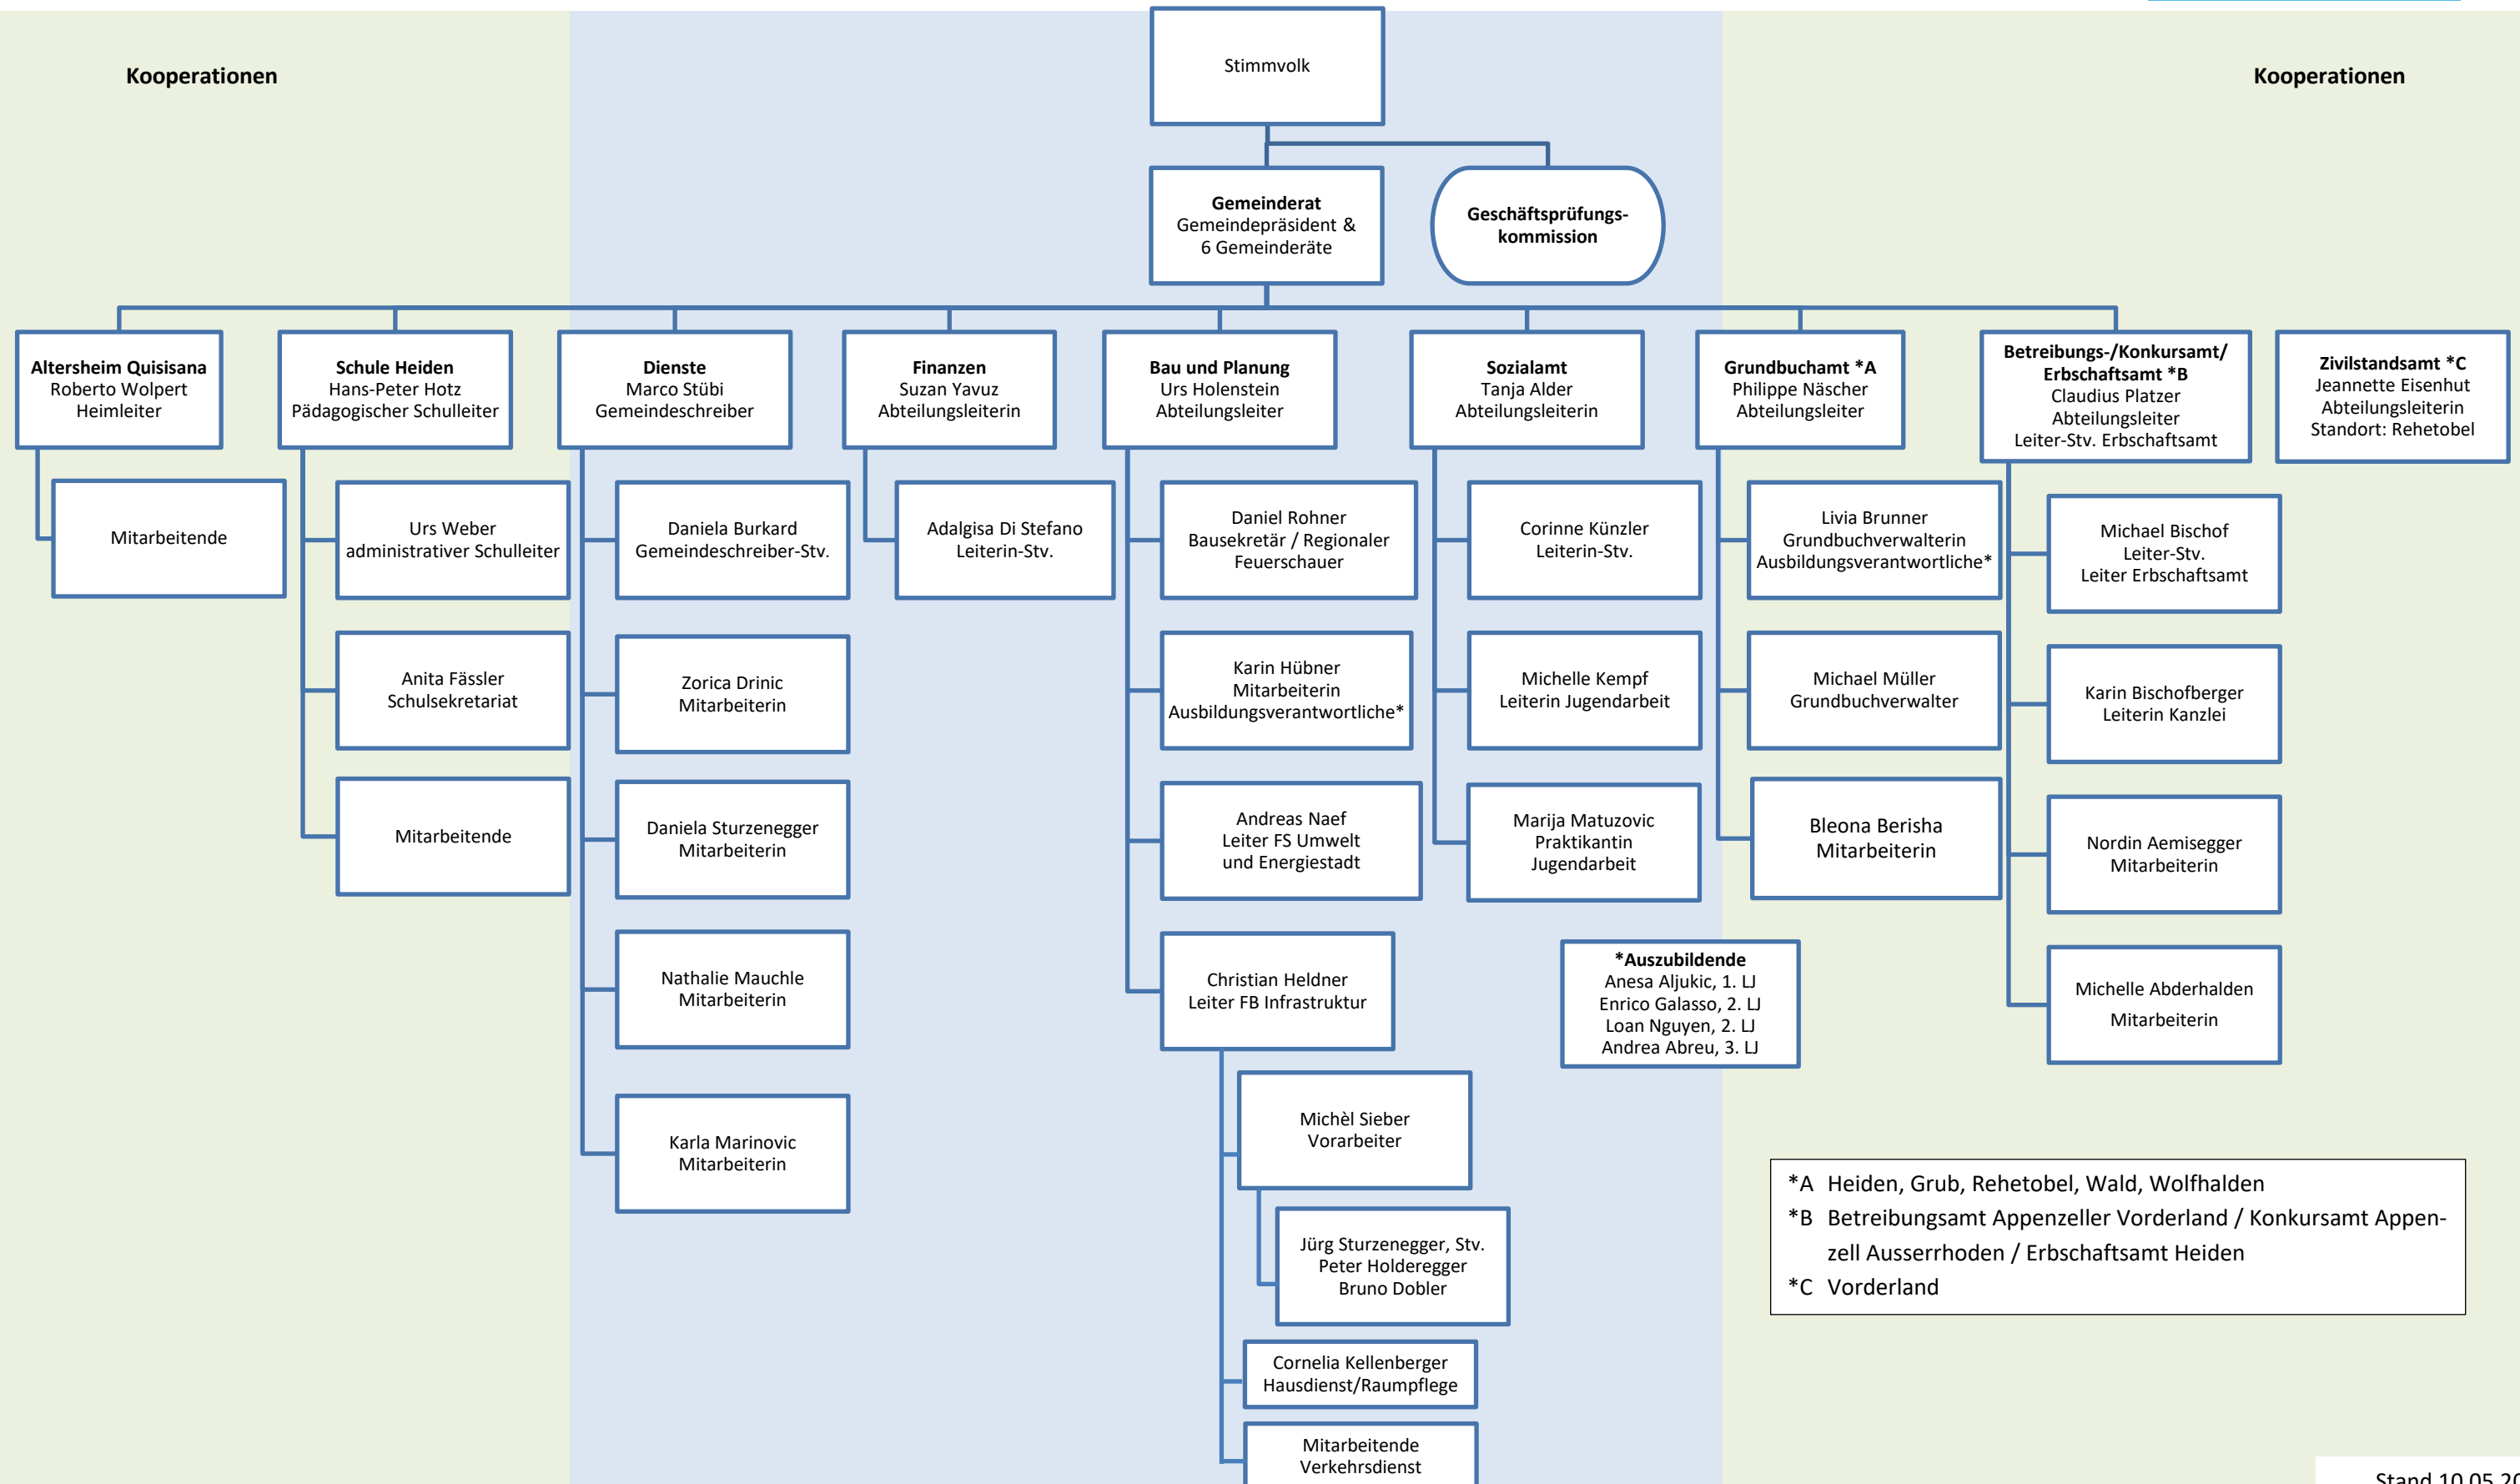 Kooperationen
Stimmvolk
Kooperationen
Gemeinderat
Gemeindepräsident &
6 Gemeinderäte
Geschäftsprüfungs-
kommission
Altersheim Quisisana
Roberto Wolpert
Heimleiter
Schule Heiden
Hans-Peter Hotz
Pädagogischer Schulleiter
Dienste
Marco Stübi
Gemeindeschreiber
Finanzen
Suzan Yavuz
Abteilungsleiterin
Bau und Planung
Urs Holenstein
Abteilungsleiter
Sozialamt
Tanja Alder
Abteilungsleiterin
Grundbuchamt *A
Philippe Näscher
Abteilungsleiter
Betreibungs-/Konkursamt/
Erbschaftsamt *B
Claudius Platzer
Abteilungsleiter
Leiter-Stv. Erbschaftsamt
Zivilstandsamt *C
Jeannette Eisenhut
Abteilungsleiterin
Standort: Rehetobel
Mitarbeitende
Urs Weber
administrativer Schulleiter
Anita Fässler
Schulsekretariat
Mitarbeitende
Daniela Burkard
Gemeindeschreiber-Stv.
Zorica Drinic
Mitarbeiterin
Daniela Sturzenegger
Mitarbeiterin
Nathalie Mauchle
Mitarbeiterin
Karla Marinovic
Mitarbeiterin
Adalgisa Di Stefano
Leiterin-Stv.
Daniel Rohner
Bausekretär / Regionaler
Feuerschauer
Karin Hübner
Mitarbeiterin
Ausbildungsverantwortliche*
Andreas Naef
Leiter FS Umwelt
und Energiestadt
Christian Heldner
Leiter FB Infrastruktur
Michèl Sieber
Vorarbeiter
Jürg Sturzenegger, Stv.
Peter Holderegger
Bruno Dobler
Cornelia Kellenberger
Hausdienst/Raumpflege
Mitarbeitende
Verkehrsdienst
Corinne Künzler
Leiterin-Stv.
Michelle Kempf
Leiterin Jugendarbeit
Marija Matuzovic
Praktikantin
Jugendarbeit
*Auszubildende
Anesa Aljukic, 1. LJ
Enrico Galasso, 2. LJ
Loan Nguyen, 2. LJ
Andrea Abreu, 3. LJ
Livia Brunner
Grundbuchverwalterin
Ausbildungsverantwortliche*
Michael Müller
Grundbuchverwalter
Bleona Berisha
Mitarbeiterin
Michael Bischof
Leiter-Stv.
Leiter Erbschaftsamt
Karin Bischofberger
Leiterin Kanzlei
Nordin Aemisegger
Mitarbeiterin
Michelle Abderhalden
Mitarbeiterin
*A Heiden, Grub, Rehetobel, Wald, Wolfhalden
*B Betreibungsamt Appenzeller Vorderland / Konkursamt Appen-
zell Ausserrhoden / Erbschaftsamt Heiden
*C Vorderland
Stand 10.05.20